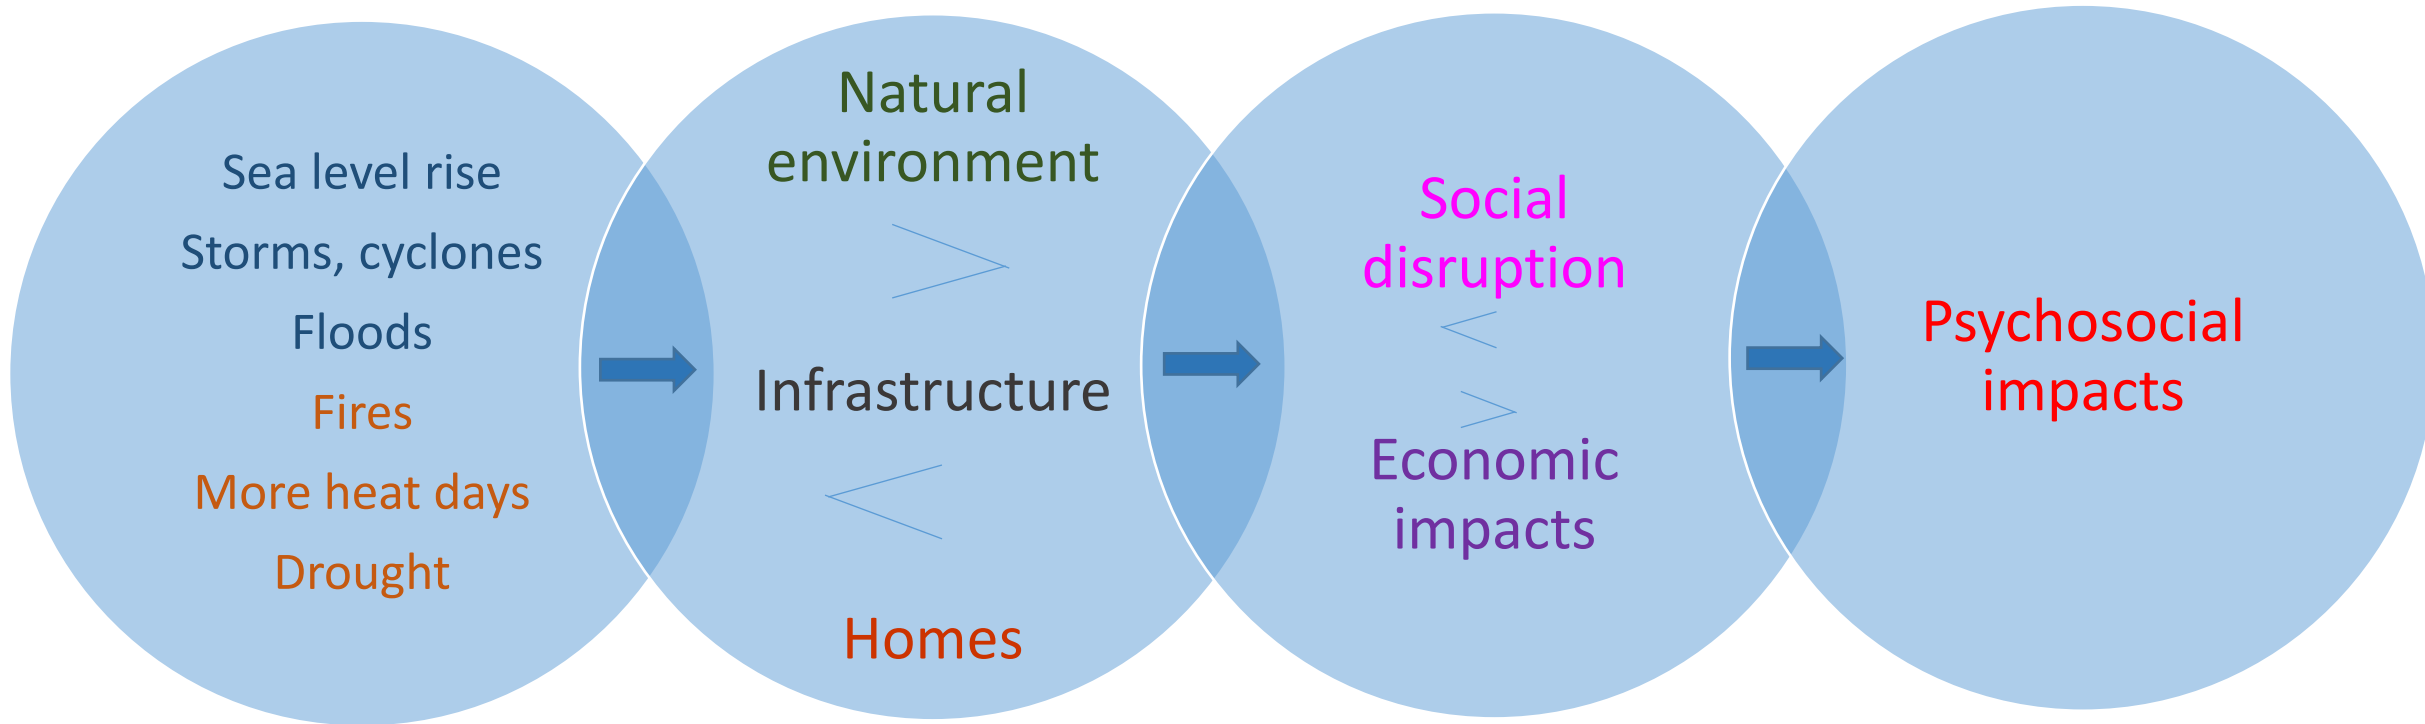 Sea level rise
Storms, cyclones
Floods
Fires
More heat days
Drought
Natural
environment
Infrastructure
Homes
Social
disruption
Economic
impacts
Psychosocial
impacts